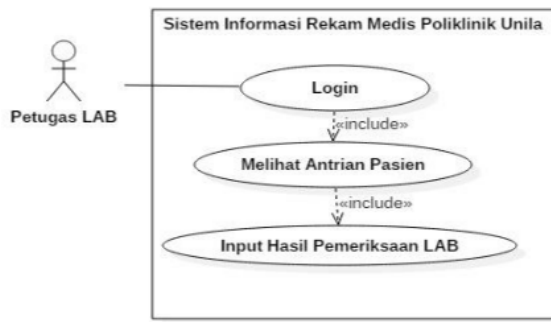 Sistem Informasi Rekam Medis Poliklinik Unila
Petugas LAB
Login
«include»
Melihat Antrian Pasien
«include»
Input Hasil Pemeriksaan LAB